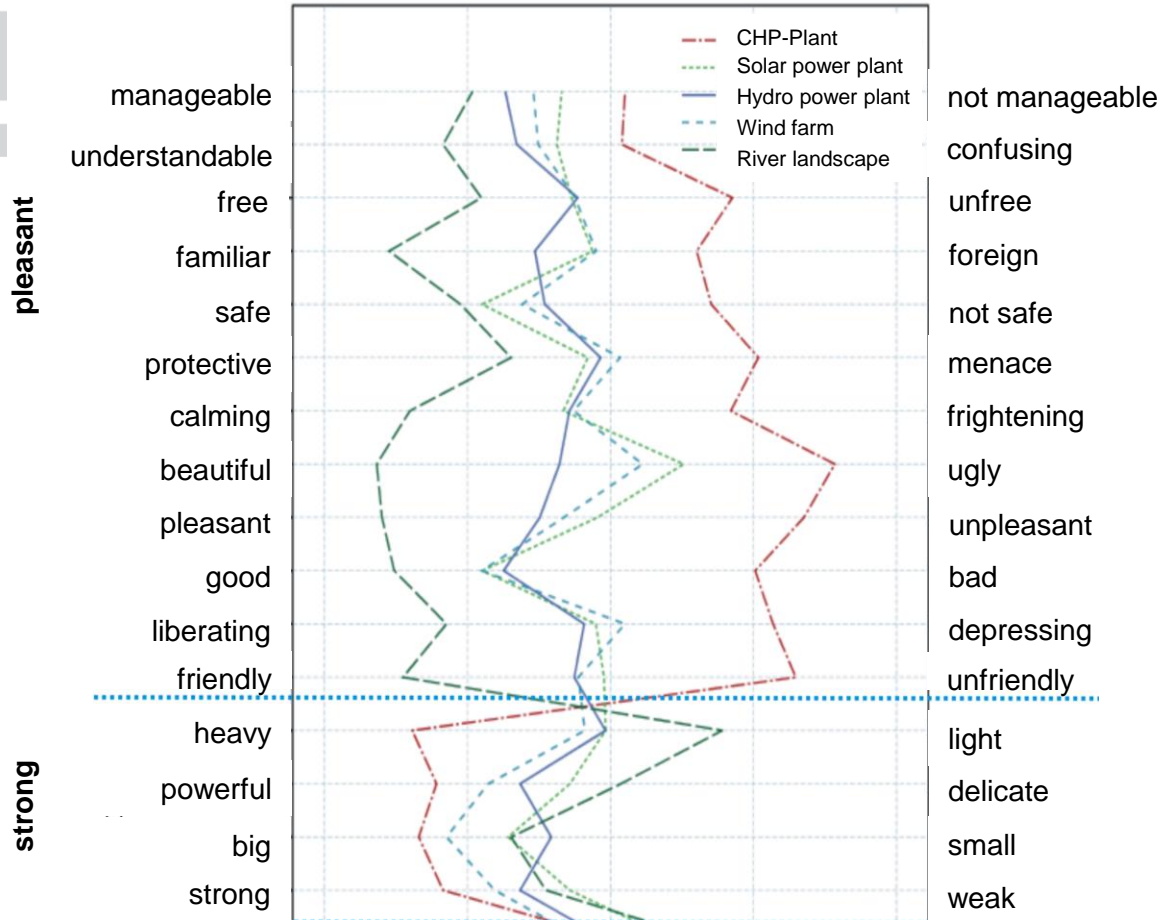 CHP-Plant
Solar power plant
Hydro power plant
Wind farm
River landscape
pleasant
manageable not manageable
understandable confusing
free unfree
familiar foreign
safe not safe
protective menace
calming frightening
beautiful ugly
pleasant unpleasant
good bad
liberating depressing
friendly unfriendly
strong
heavy light
powerful delicate
big small
strong weak